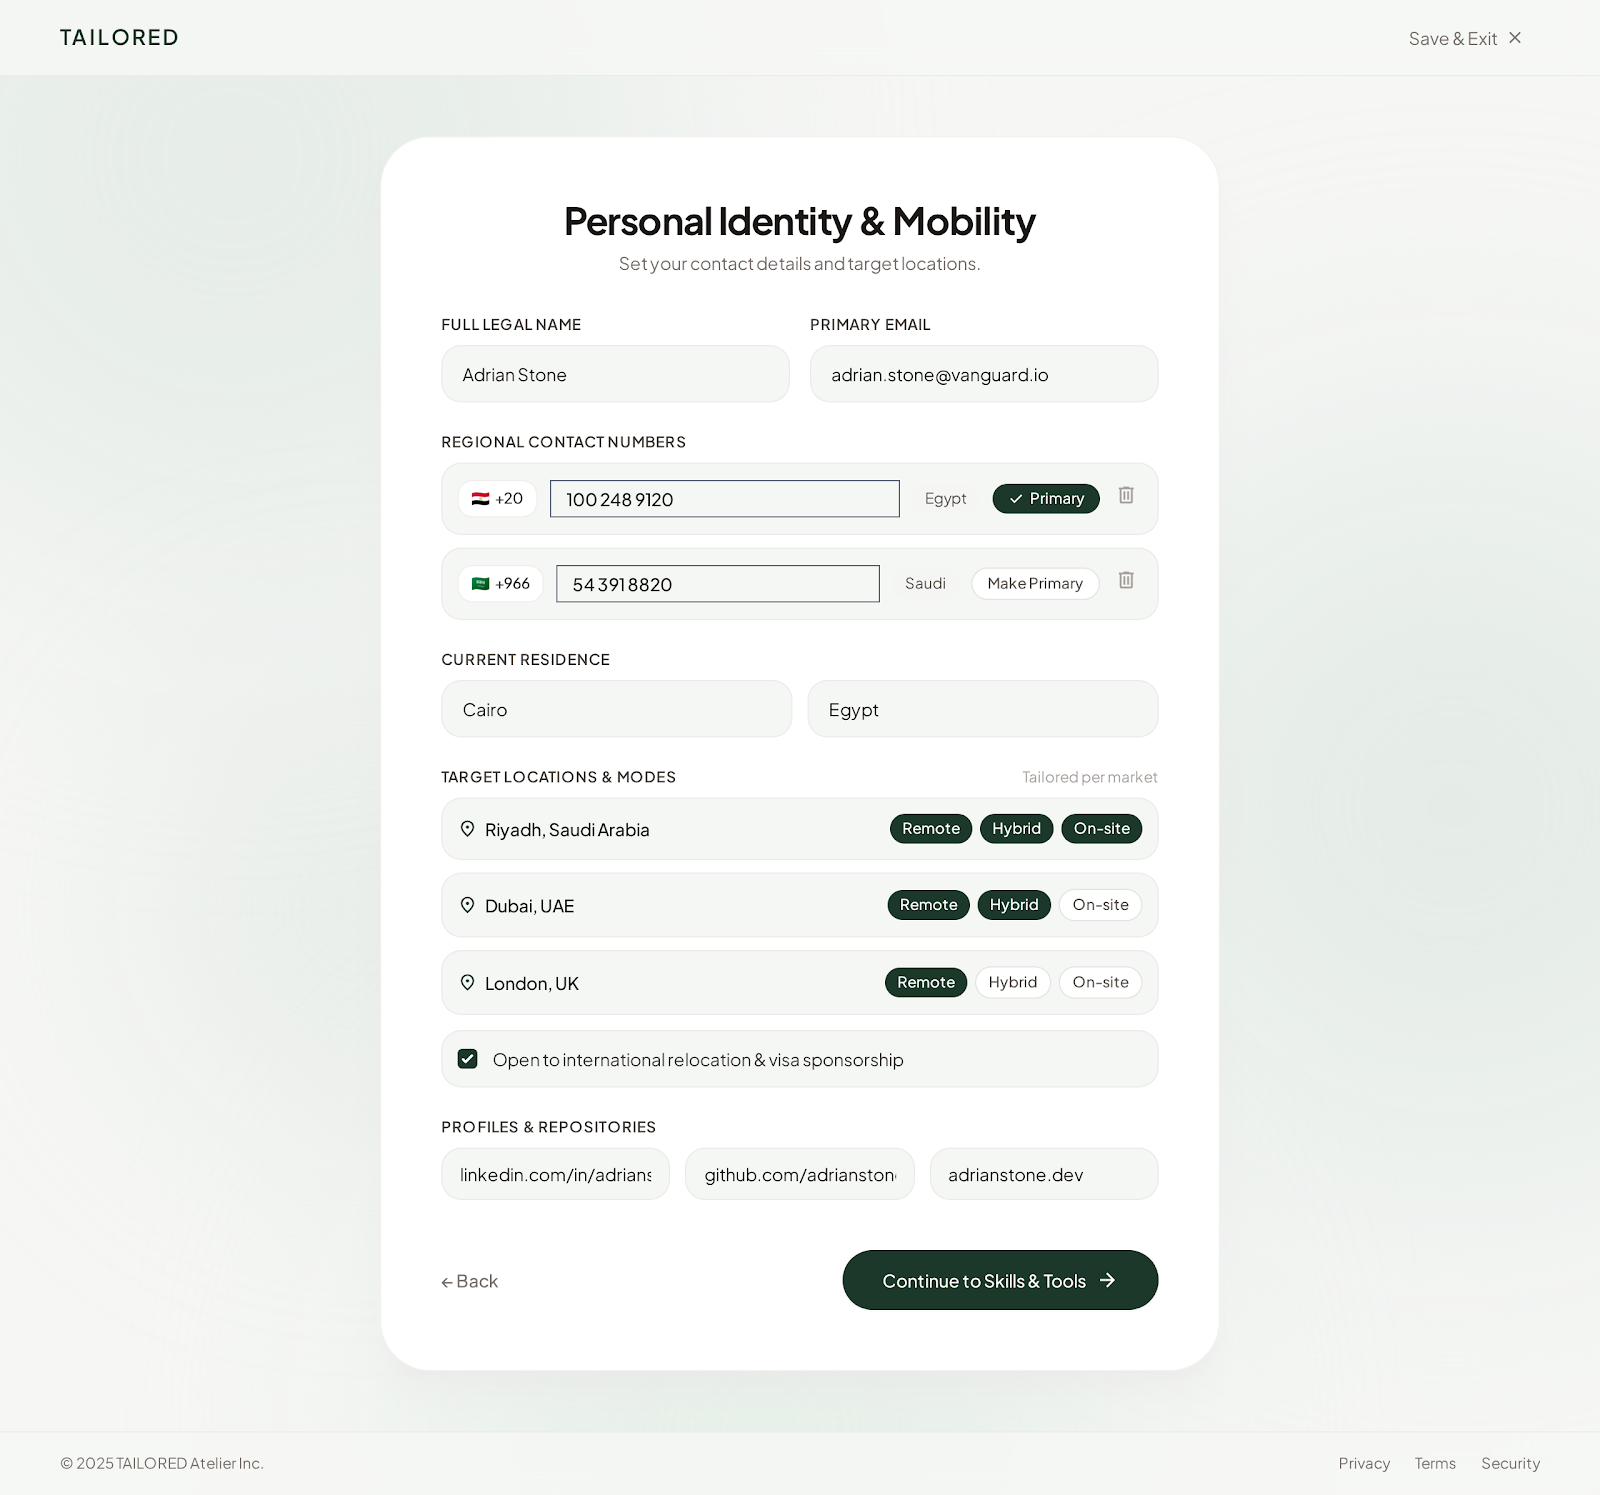 TAILORED
Save & Exit ×
Personal Identity & Mobility
Set your contact details and target locations.
FULL LEGAL NAME
PRIMARY EMAIL
Adrian Stone
adrian.stone@vanguard.io
REGIONAL CONTACT NUMBERS
+20
100 248 9120
Egypt
Primary
+966
54 391 8820
Saudi
Make Primary
CURRENT RESIDENCE
Cairo
Egypt
TARGET LOCATIONS & MODES
Tailored per market
Riyadh, Saudi Arabia
Remote
Hybrid
On-site
Dubai, UAE
Remote
Hybrid
On-site
London, UK
Remote
Hybrid
On-site
Open to international relocation & visa sponsorship
PROFILES & REPOSITORIES
linkedin.com/in/adrians
github.com/adrianston
adrianstone.dev
← Back
Continue to Skills & Tools →
© 2025 TAILORED Atelier Inc.
Privacy
Terms
Security